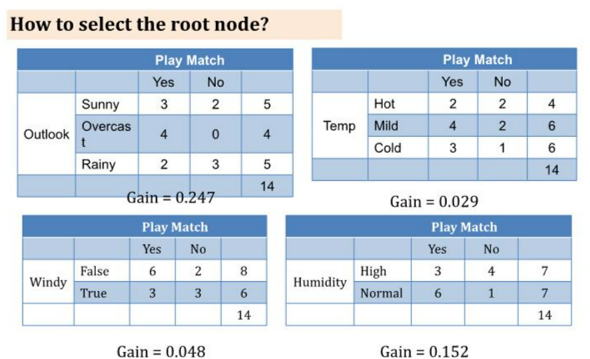 How to select the root node?
Play Match
Yes No
Outlook
Sunny 3 2 5
Overcas
t 4 0 4
Rainy 2 3 5
14
Gain = 0.247
Play Match
Yes No
Temp
Hot 2 2 4
Mild 4 2 6
Cold 3 1 6
14
Gain = 0.029
Play Match
Yes No
Windy
False 6 2 8
True 3 3 6
14
Gain = 0.048
Play Match
Yes No
Humidity
High 3 4 7
Normal 6 1 7
14
Gain = 0.152